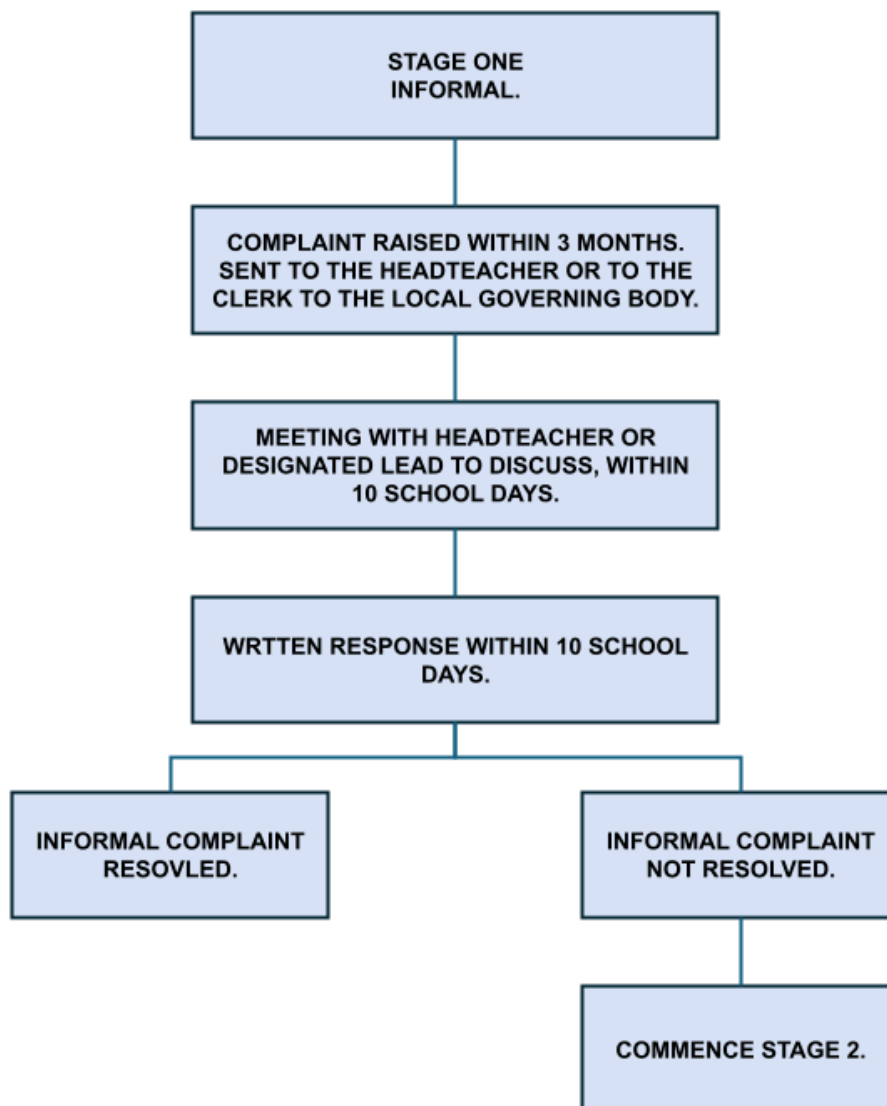 STAGE ONE
INFORMAL.
COMPLAINT RAISED WITHIN 3 MONTHS.
SENT TO THE HEADTEACHER OR TO THE
CLERK TO THE LOCAL GOVERNING BODY.
MEETING WITH HEADTEACHER OR
DESIGNATED LEAD TO DISCUSS, WITHIN
10 SCHOOL DAYS.
WRTTEN RESPONSE WITHIN 10 SCHOOL
DAYS.
INFORMAL COMPLAINT
RESOVLED.
INFORMAL COMPLAINT
NOT RESOLVED.
COMMENCE STAGE 2.